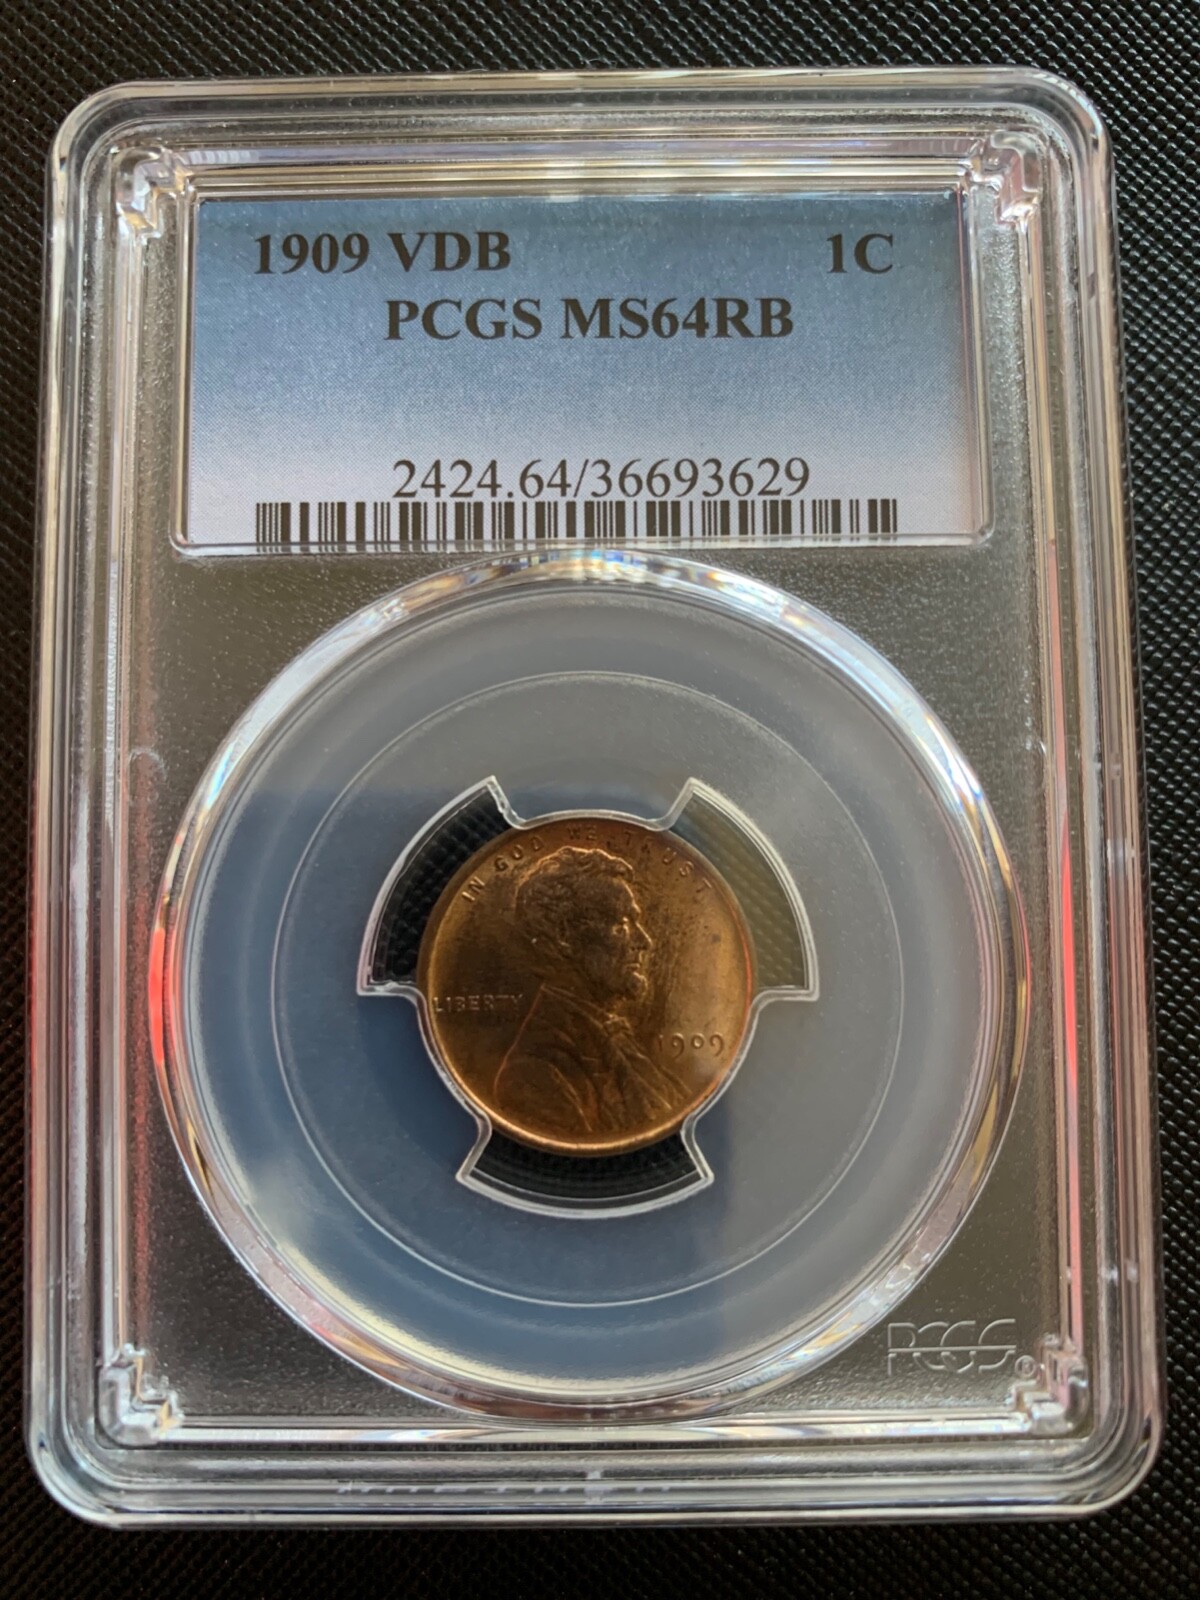 1909 VDB 1C
PCGS MS64RB
2424.64/36693629
IN GOD WE TRUST
LIBERTY
1909
PCGS®